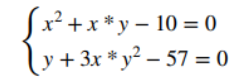 x² + x * y − 10 = 0
y + 3x * y² − 57 = 0